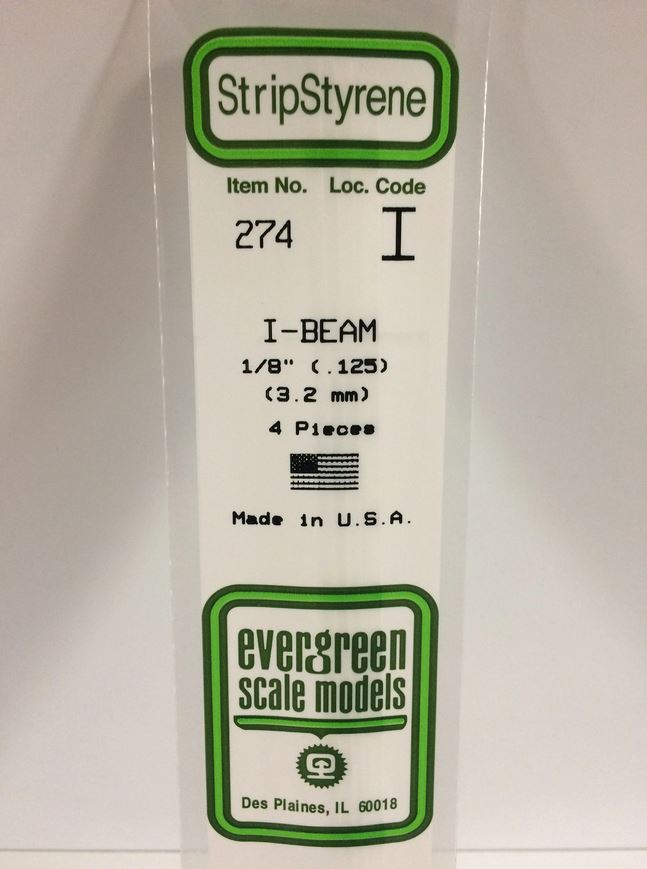 StripStyrene
Item No. Loc. Code
274 I
I-BEAM
1/8" (.125)
(3.2 mm)
4 Pieces
Made in U.S.A.
evergreen
scale models
Des Plaines, IL 60018